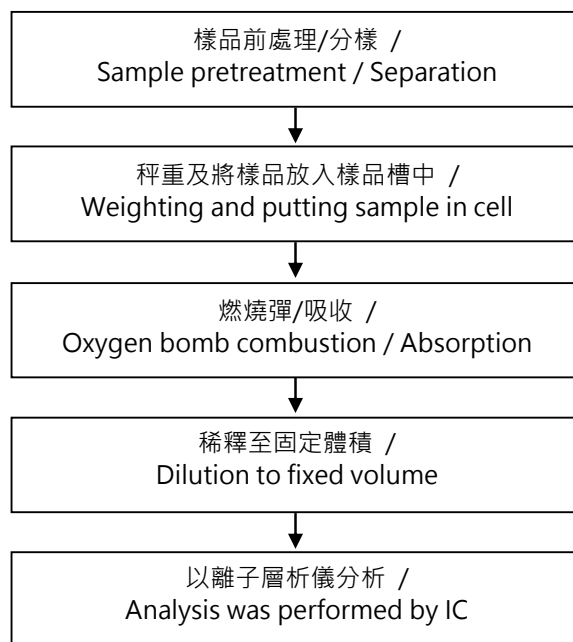 樣品前處理/分樣 /
Sample pretreatment / Separation
秤重及將樣品放入樣品槽中 /
Weighting and putting sample in cell
燃燒彈/吸收 /
Oxygen bomb combustion / Absorption
稀釋至固定體積 /
Dilution to fixed volume
以離子層析儀分析 /
Analysis was performed by IC